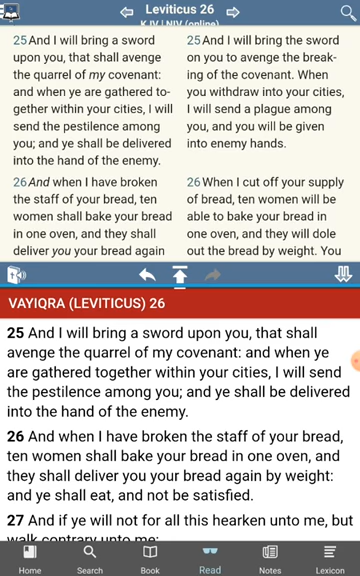 Leviticus 26
KJV | NIV (online)
25 And I will bring a sword
upon you, that shall avenge
the quarrel of my covenant:
and when ye are gathered to-
gether within your cities, I will
send the pestilence among
you; and ye shall be delivered
into the hand of the enemy.
26 And when I have broken
the staff of your bread, ten
women shall bake your bread
in one oven, and they shall
deliver you your bread again
25 And I will bring the sword
on you to avenge the break-
ing of the covenant. When
you withdraw into your cities,
I will send a plague among
you, and you will be given
into enemy hands.
26 When I cut off your supply
of bread, ten women will be
able to bake your bread in
one oven, and they will dole
out the bread by weight. You
VAYIQRA (LEVITICUS) 26
25 And I will bring a sword upon you, that shall
avenge the quarrel of my covenant: and when ye
are gathered together within your cities, I will send
the pestilence among you; and ye shall be delivered
into the hand of the enemy.
26 And when I have broken the staff of your bread,
ten women shall bake your bread in one oven, and
they shall deliver you your bread again by weight:
and ye shall eat, and not be satisfied.
27 And if ye will not for all this hearken unto me, but
walk contrary unto me;
Home
Search
Book
Read
Notes
Lexicon